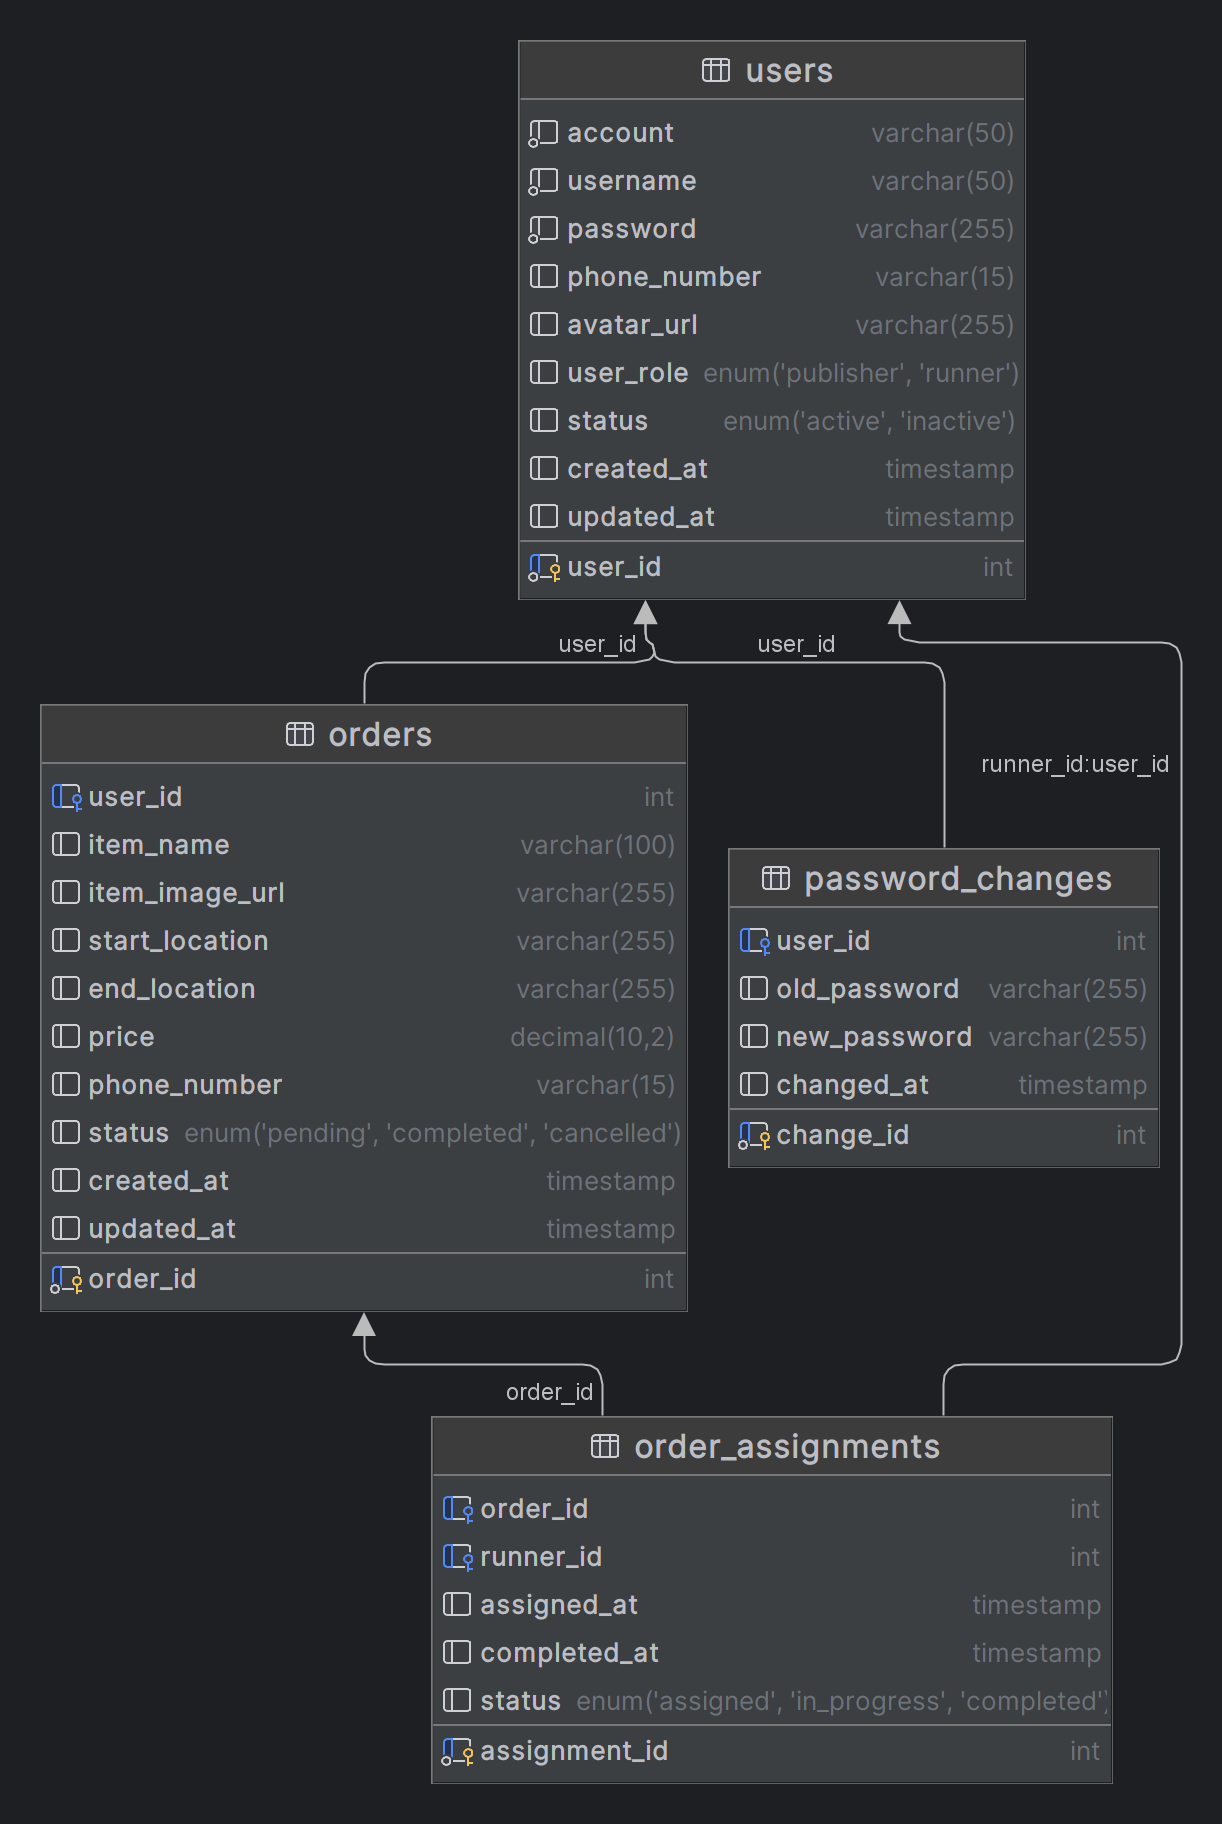 users
account varchar(50)
username varchar(50)
password varchar(255)
phone_number varchar(15)
avatar_url varchar(255)
user_role enum('publisher', 'runner')
status enum('active', 'inactive')
created_at timestamp
updated_at timestamp
user_id int
user_id
user_id
runner_id:user_id
orders
user_id int
item_name varchar(100)
item_image_url varchar(255)
start_location varchar(255)
end_location varchar(255)
price decimal(10,2)
phone_number varchar(15)
status enum('pending', 'completed', 'cancelled')
created_at timestamp
updated_at timestamp
order_id int
password_changes
user_id int
old_password varchar(255)
new_password varchar(255)
changed_at timestamp
change_id int
order_id
order_assignments
order_id int
runner_id int
assigned_at timestamp
completed_at timestamp
status enum('assigned', 'in_progress', 'completed')
assignment_id int